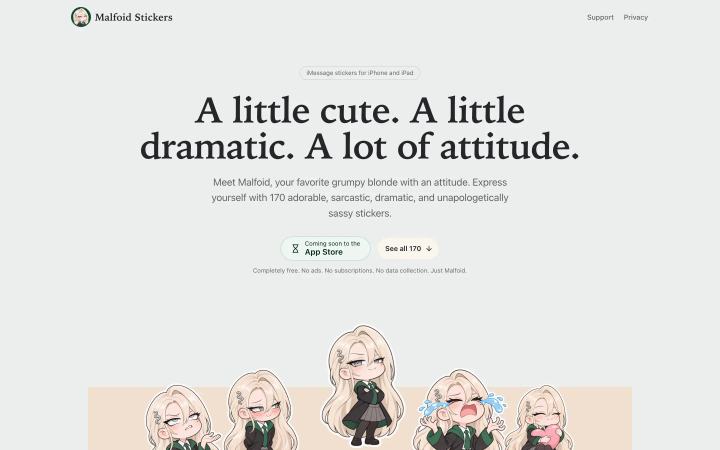 Malfoid Stickers
Support Privacy
iMessage stickers for iPhone and iPad
A little cute. A little
dramatic. A lot of attitude.
Meet Malfoid, your favorite grumpy blonde with an attitude. Express
yourself with 170 adorable, sarcastic, dramatic, and unapologetically
sassy stickers.
Coming soon to the
App Store
See all 170 ↓
Completely free. No ads. No subscriptions. No data collection. Just Malfoid.